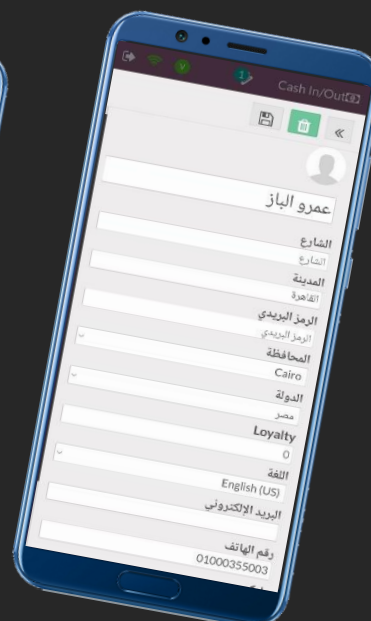 Cash In/Out
1
عمرو الباز
الشارع
الشارع
المدينة
القاهرة
الرمز البريدي
الرمز البريدي
المحافظة
Cairo
الدولة
مصر
Loyalty
0
اللغة
English (US)
البريد الإلكتروني
رقم الهاتف
01000355003